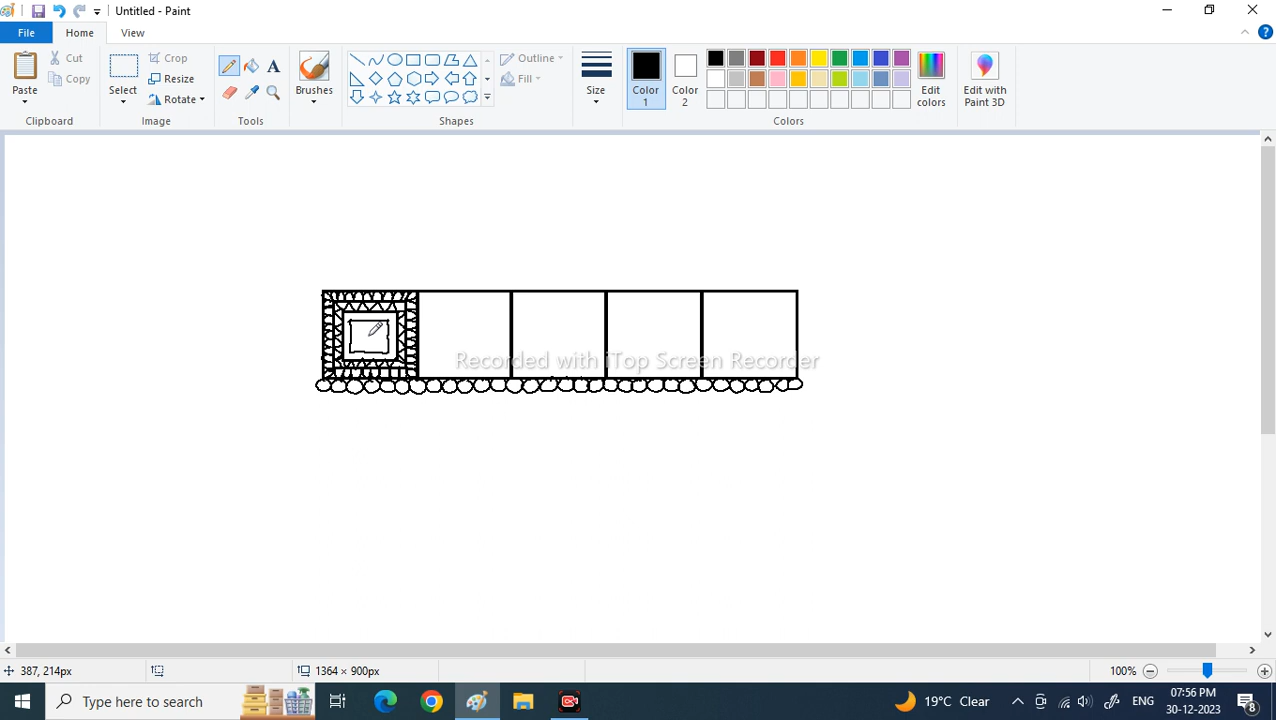 Untitled - Paint
File
Home
View
Paste
Cut
Copy
Clipboard
Select
Crop
Resize
Rotate
Image
Tools
Brushes
Shapes
Outline
Fill
Size
Color
1
Color
2
Edit
colors
Colors
Edit with
Paint 3D
Recorded with iTop Screen Recorder
387, 214px
1364 × 900px
100%
Type here to search
19°C Clear
ENG
07:56 PM
30-12-2023
8